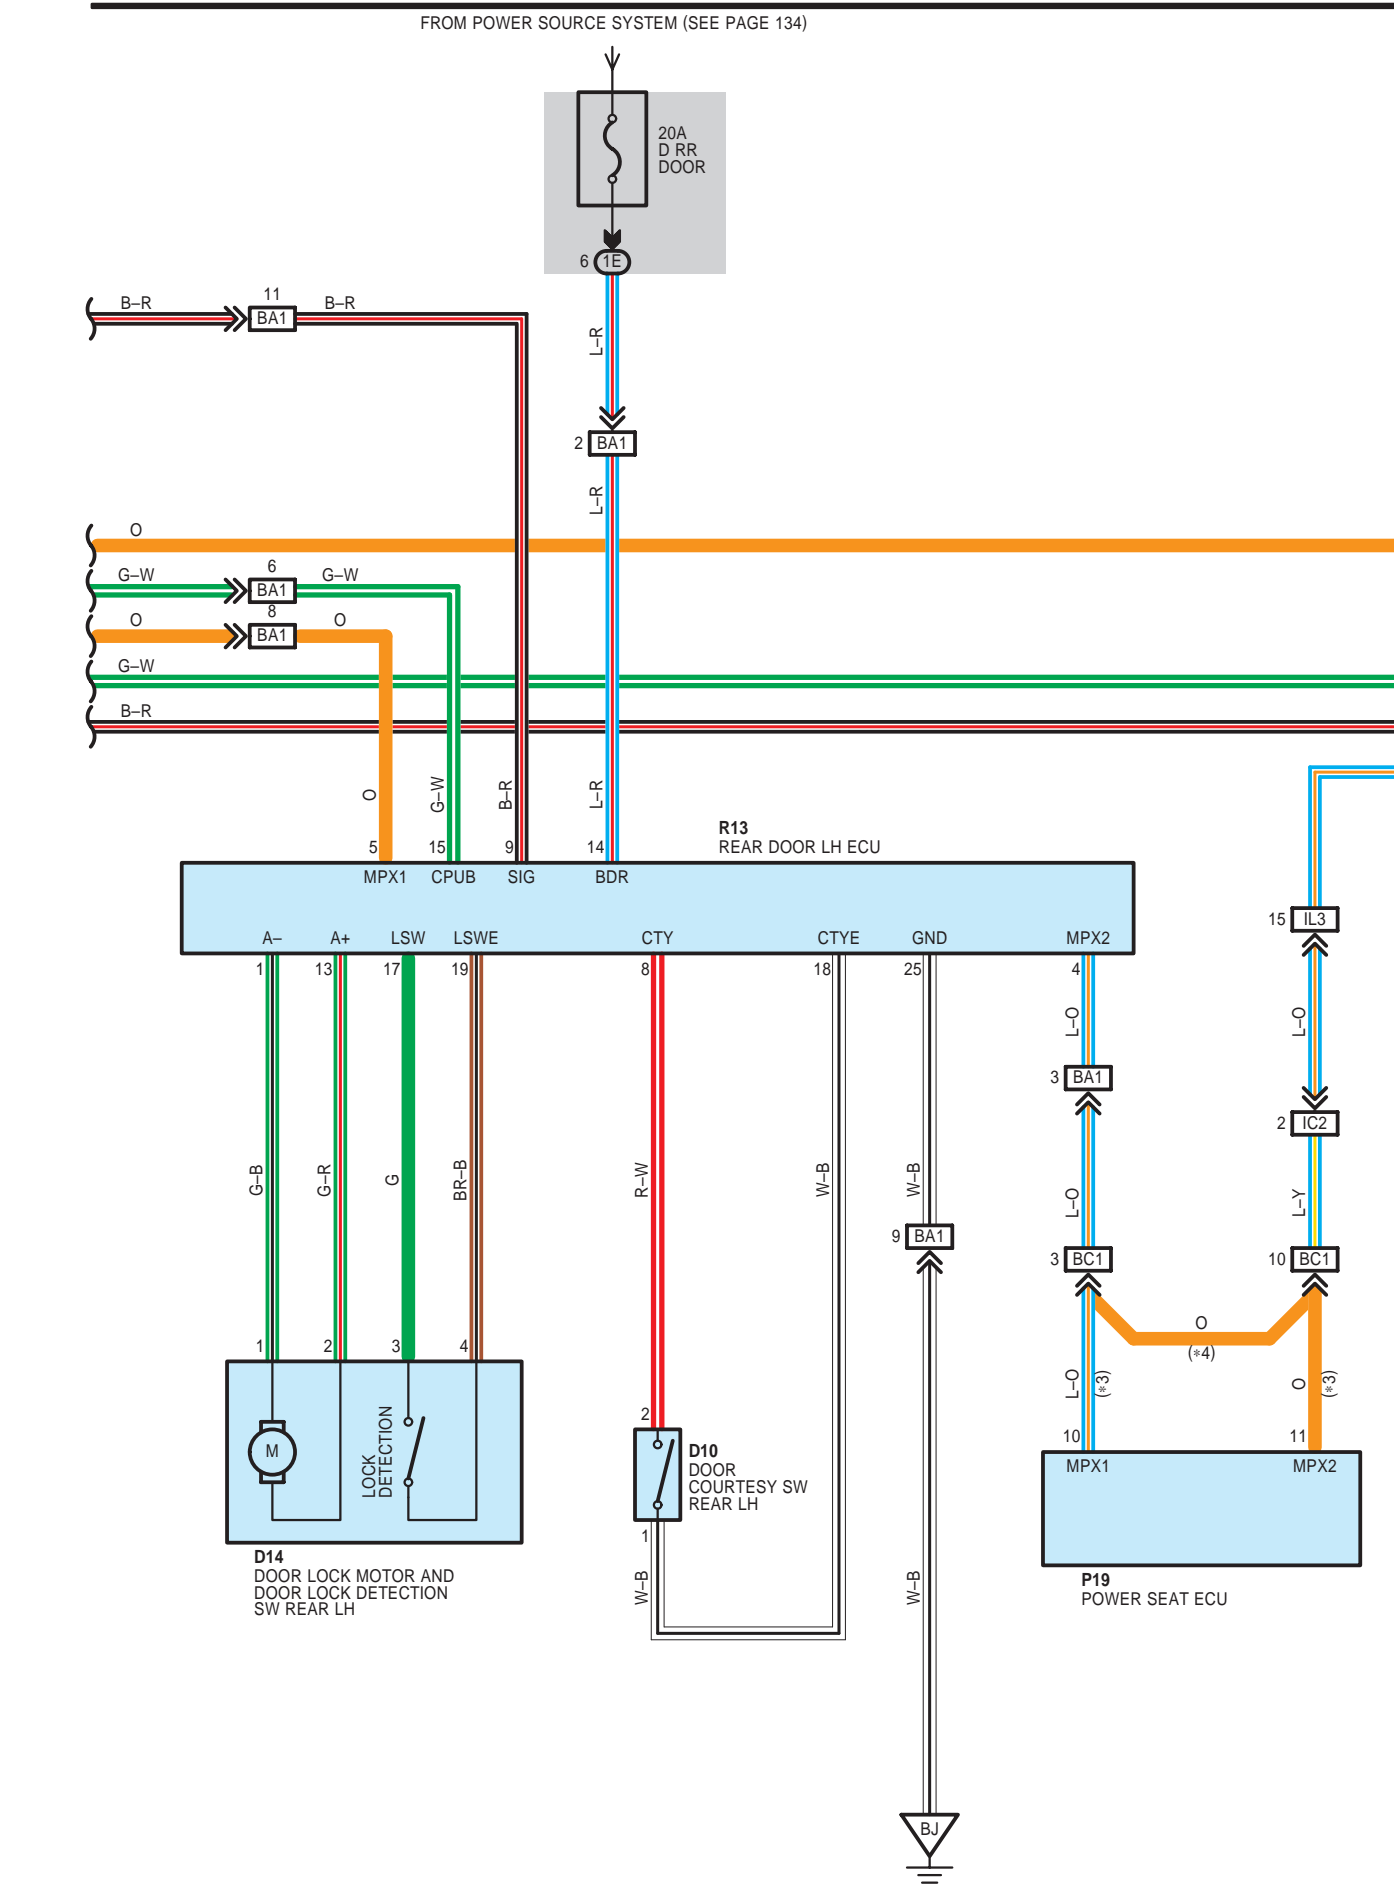 FROM POWER SOURCE SYSTEM (SEE PAGE 134)
20A
D RR
DOOR
6 1E
11
B–R BA1 B–R
L–R
2 BA1
L–R
O
6
G–W BA1 G–W
8
O BA1 O
G–W
B–R
O G–W B–R L–R
R13
REAR DOOR LH ECU
5 15 9 14
MPX1 CPUB SIG BDR
15 IL3
A– A+ LSW LSWE CTY CTYE GND MPX2
1 13 17 19 8 18 25 4
L–O L–O
3 BA1
2 IC2
G–B G–R G BR–B R–W W–B W–B L–O L–Y
9 BA1
3 BC1 10 BC1
O
(∗4)
1 2 3 4
L–O (∗3) O (∗3)
2
10 11
M
LOCK
DETECTION
D10
DOOR
COURTESY SW
REAR LH
MPX1 MPX2
1
D14
DOOR LOCK MOTOR AND
DOOR LOCK DETECTION
SW REAR LH
W–B W–B
P19
POWER SEAT ECU
BJ